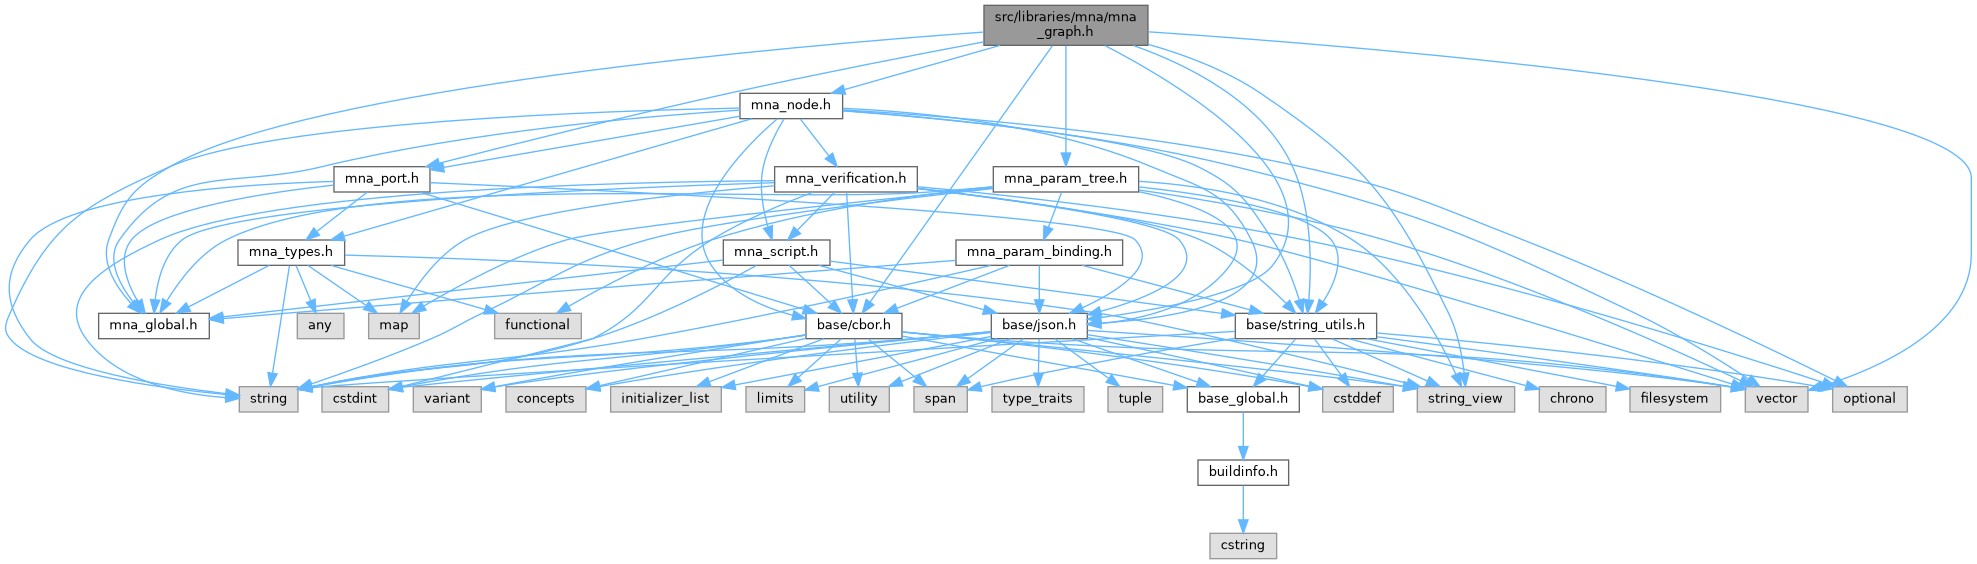 src/libraries/mna/mna
_graph.h
mna_node.h
mna_port.h
mna_verification.h
mna_param_tree.h
mna_types.h
mna_script.h
mna_param_binding.h
mna_global.h
any
map
functional
base/cbor.h
base/json.h
base/string_utils.h
string
cstdint
variant
concepts
initializer_list
limits
utility
span
type_traits
tuple
base_global.h
cstddef
string_view
chrono
filesystem
vector
optional
buildinfo.h
cstring